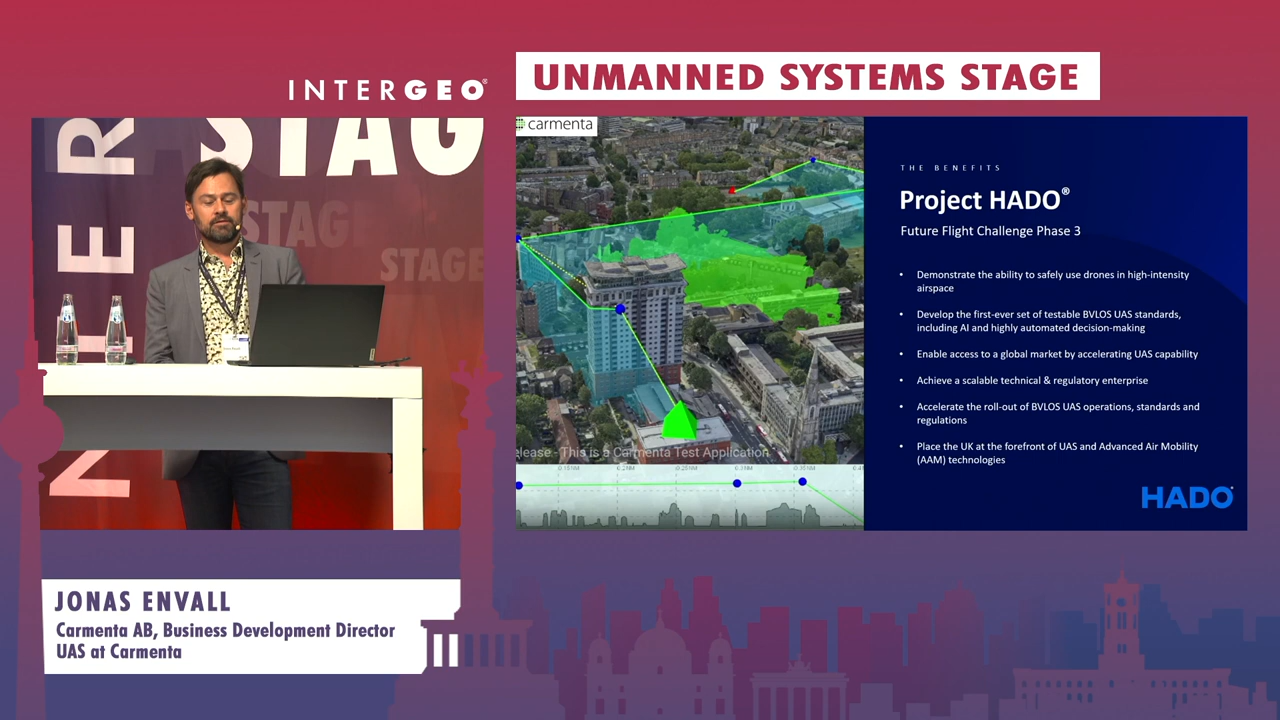 INTERGEO®
UNMANNED SYSTEMS STAGE
INTER
STAG
STAGE
STAGE
carmenta
elease - This is a Carmenta Test Application
THE BENEFITS
Project HADO®
Future Flight Challenge Phase 3
• Demonstrate the ability to safely use drones in high-intensity
airspace
• Develop the first-ever set of testable BVLOS UAS standards,
including AI and highly automated decision-making
• Enable access to a global market by accelerating UAS capability
• Achieve a scalable technical & regulatory enterprise
• Accelerate the roll-out of BVLOS UAS operations, standards and
regulations
• Place the UK at the forefront of UAS and Advanced Air Mobility
(AAM) technologies
HADO®
JONAS ENVALL
Carmenta AB, Business Development Director
UAS at Carmenta